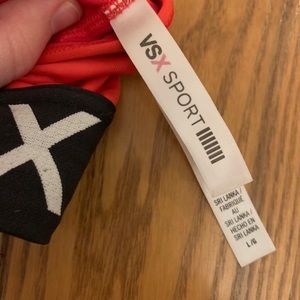 VSX SPORT
SRI LANKA /
FABRIQUÉ
AU
SRI LANKA /
HECHO EN
SRI LANKA
L/G
X